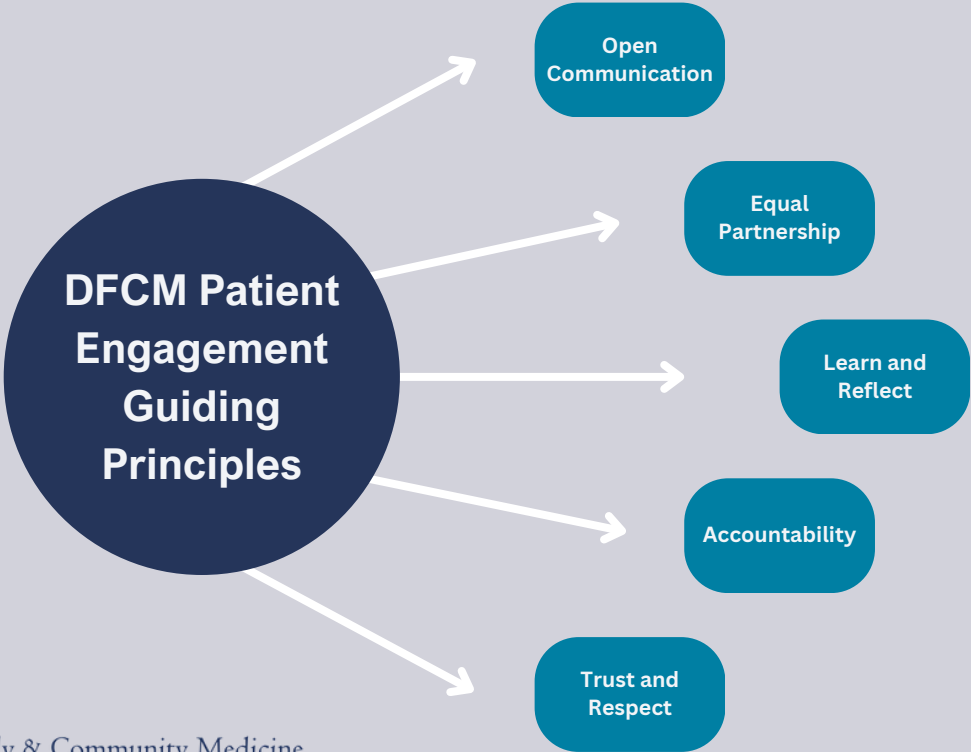 Open
Communication
Equal
Partnership
DFCM Patient
Engagement
Guiding
Principles
Learn and
Reflect
Accountability
Trust and
Respect
& Community Medicine